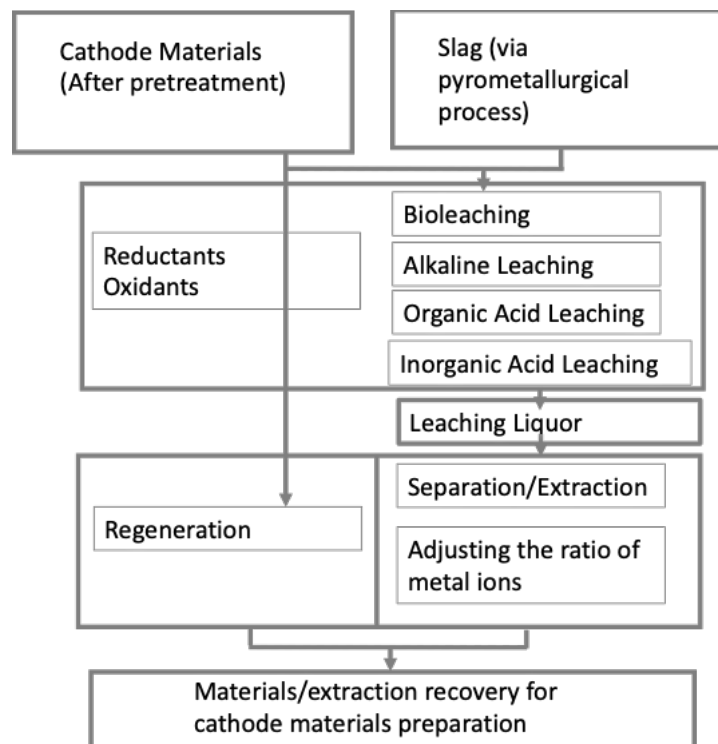 Cathode Materials
(After pretreatment)
Slag (via
pyrometallurgical
process)
Reductants
Oxidants
Bioleaching
Alkaline Leaching
Organic Acid Leaching
Inorganic Acid Leaching
Leaching Liquor
Regeneration
Separation/Extraction
Adjusting the ratio of
metal ions
Materials/extraction recovery for
cathode materials preparation